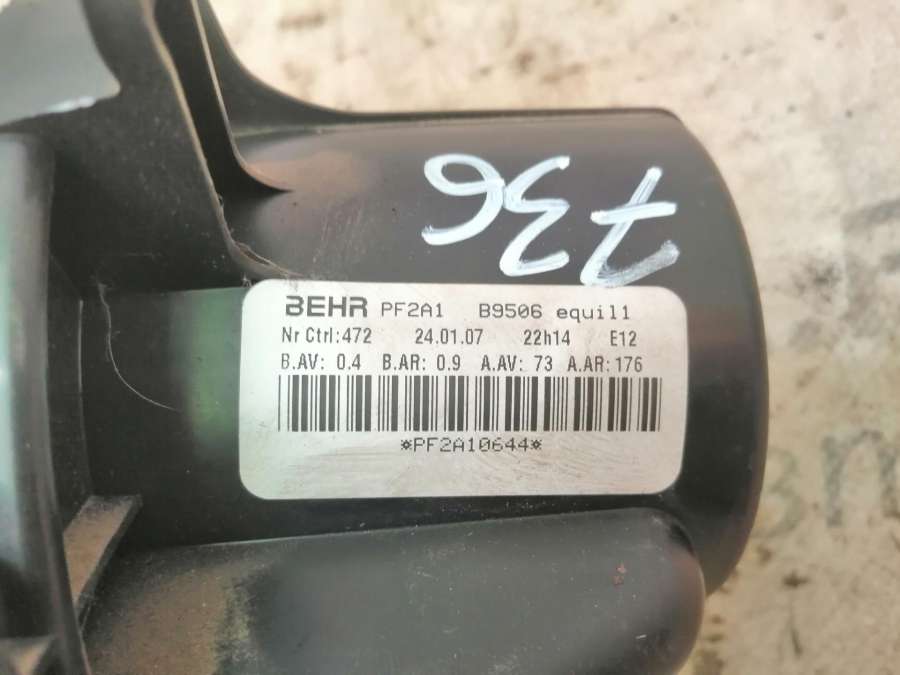 736
BEHR PF2A1 B9506 equil1
Nr Ctrl:472 24.01.07 22h14 E12
B.AV: 0.4 B.AR: 0.9 A.AV: 73 A.AR: 176
*PF2A10644*